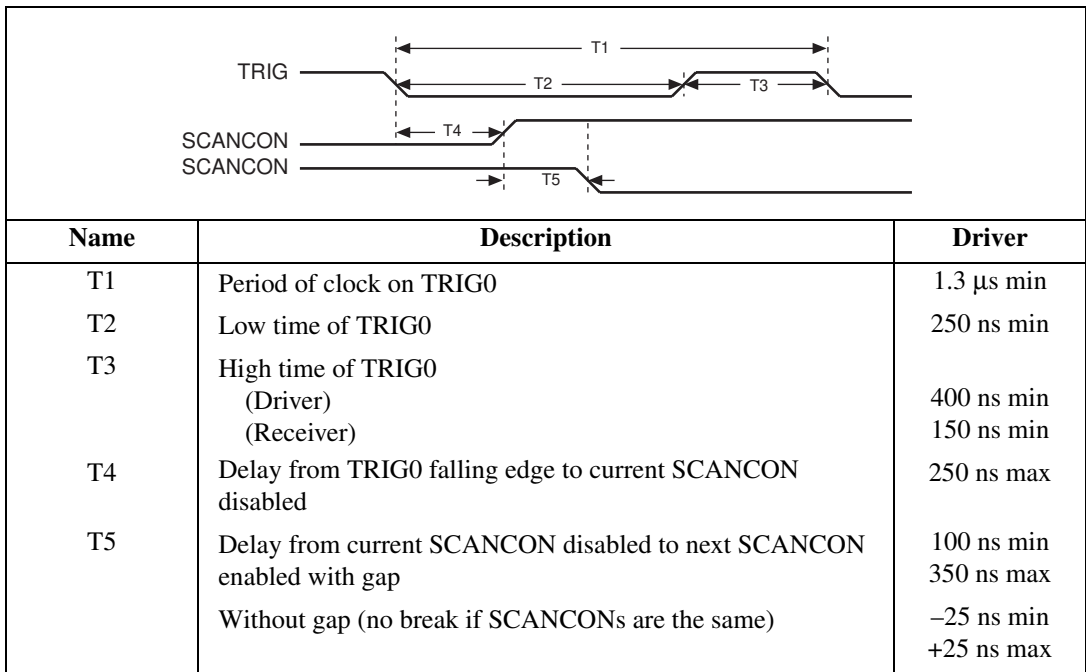 T1
TRIG
T2
T3
T4
SCANCON
SCANCON
T5
Name Description Driver
T1 Period of clock on TRIG0 1.3 μs min
T2 Low time of TRIG0 250 ns min
T3 High time of TRIG0
(Driver) 400 ns min
(Receiver) 150 ns min
T4 Delay from TRIG0 falling edge to current SCANCON 250 ns max
disabled
T5 Delay from current SCANCON disabled to next SCANCON 100 ns min
enabled with gap 350 ns max
Without gap (no break if SCANCONs are the same) –25 ns min
+25 ns max